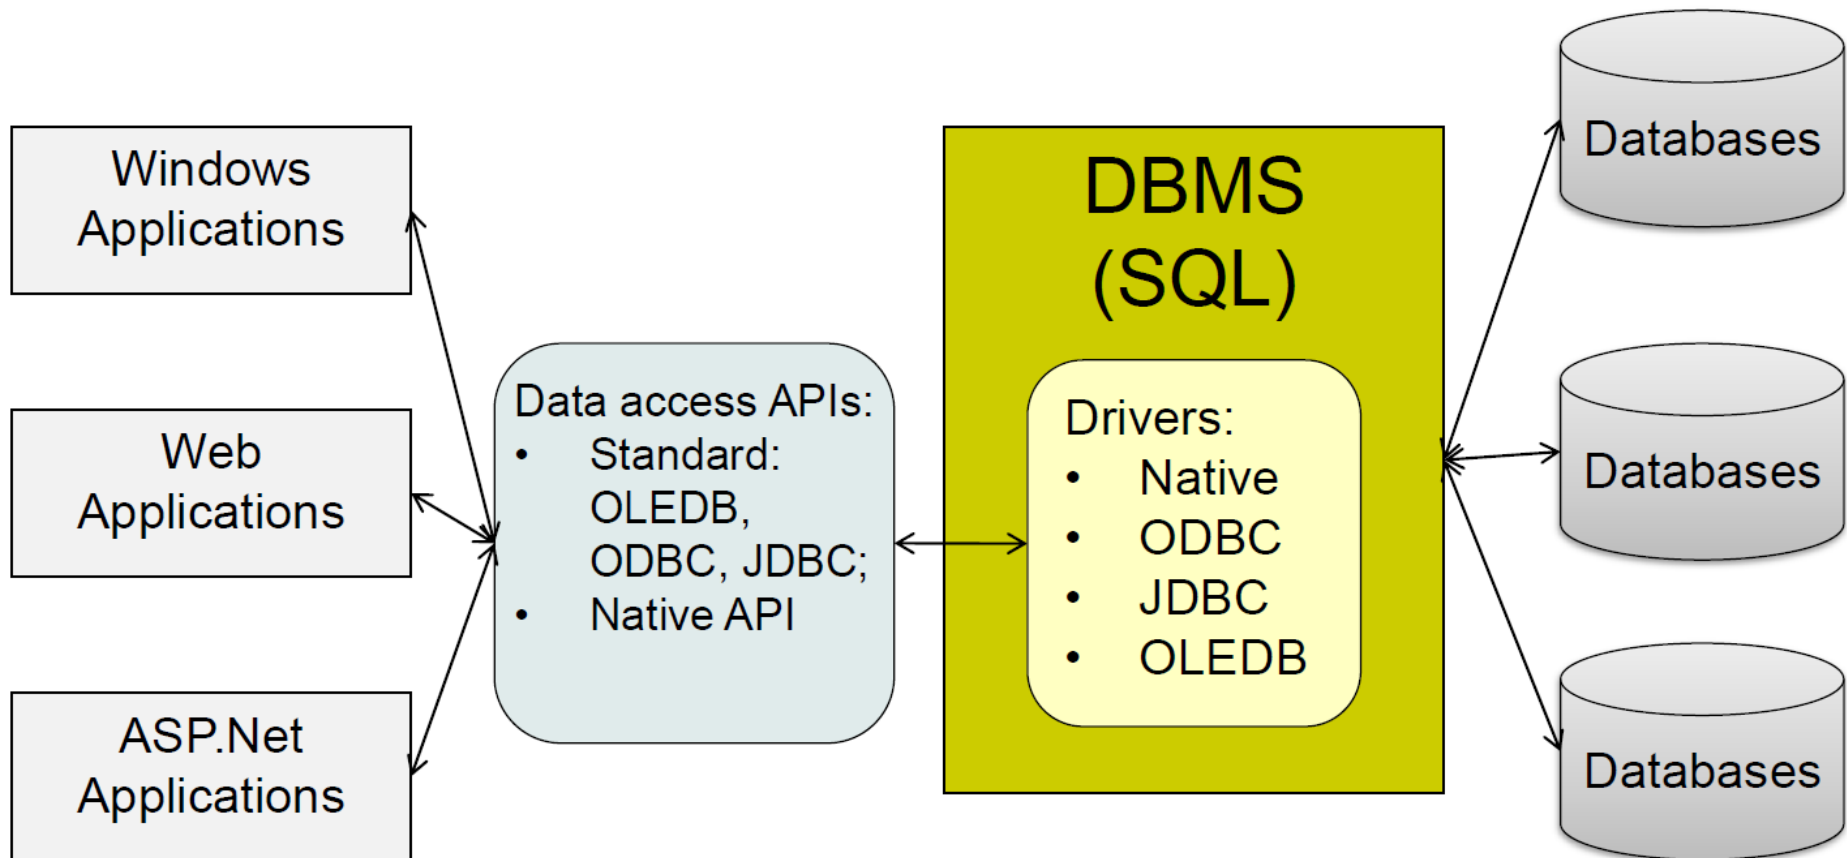 Windows
Applications
Web
Applications
ASP.Net
Applications
Data access APIs:
• Standard:
OLEDB,
ODBC, JDBC;
• Native API
DBMS
(SQL)
Drivers:
• Native
• ODBC
• JDBC
• OLEDB
Databases
Databases
Databases